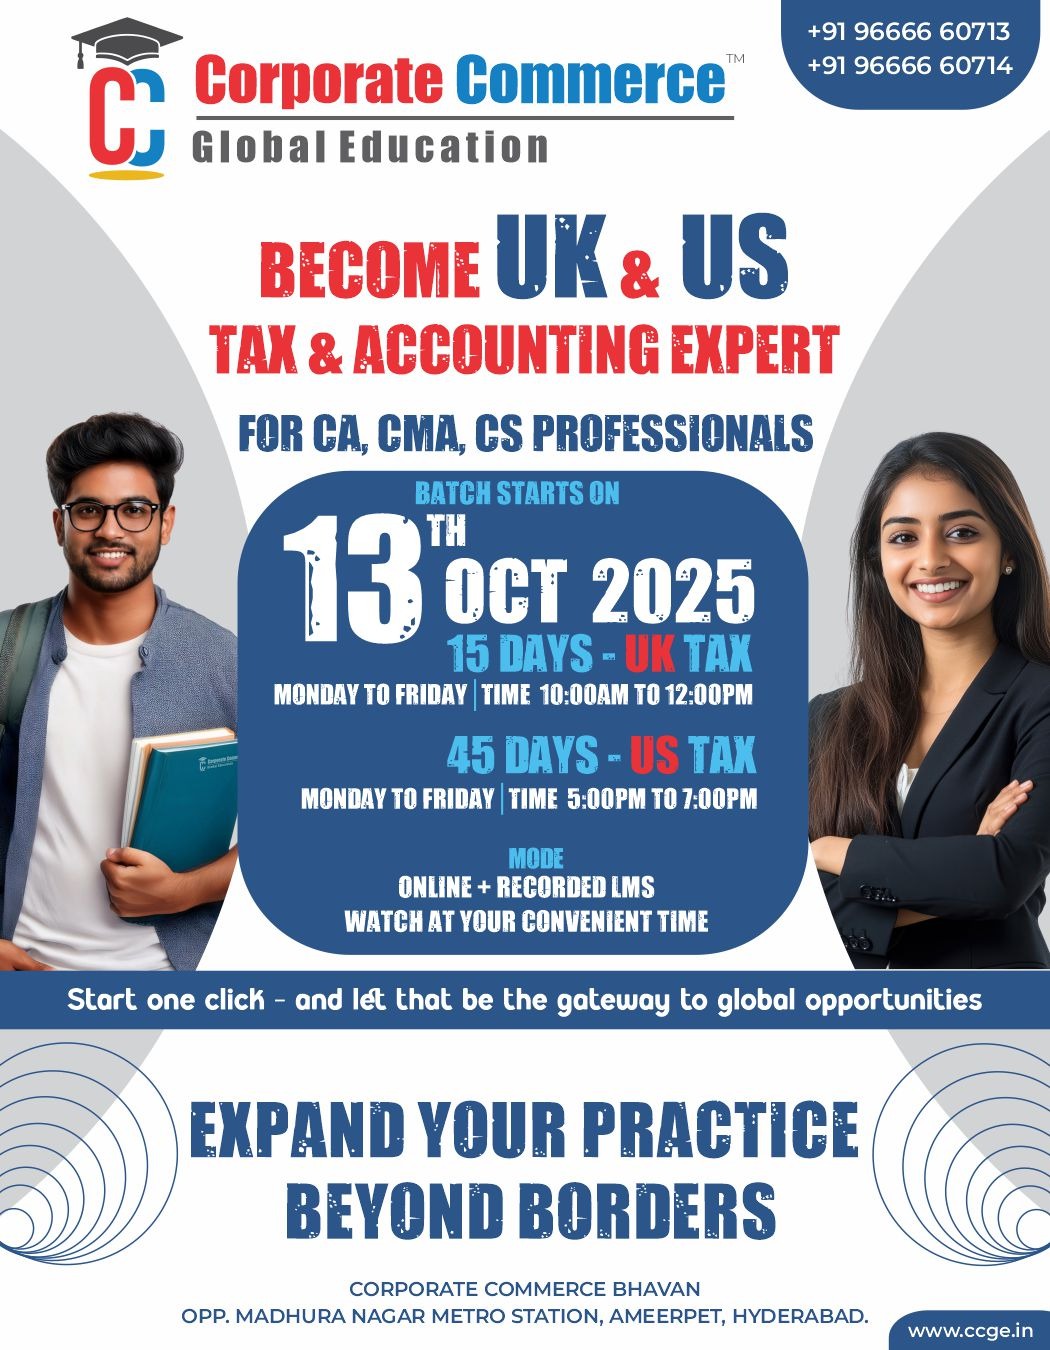 +91 96666 60713
+91 96666 60714
CC Corporate Commerce™
Global Education
BECOME UK & US
TAX & ACCOUNTING EXPERT
FOR CA, CMA, CS PROFESSIONALS
BATCH STARTS ON
13TH OCT 2025
15 DAYS - UK TAX
MONDAY TO FRIDAY | TIME 10:00AM TO 12:00PM
45 DAYS - US TAX
MONDAY TO FRIDAY | TIME 5:00PM TO 7:00PM
MODE
ONLINE + RECORDED LMS
WATCH AT YOUR CONVENIENT TIME
Corporate Comm
Start one click - and let that be the gateway to global opportunities
EXPAND YOUR PRACTICE
BEYOND BORDERS
CORPORATE COMMERCE BHAVAN
OPP. MADHURA NAGAR METRO STATION, AMEERPET, HYDERABAD.
www.ccge.in